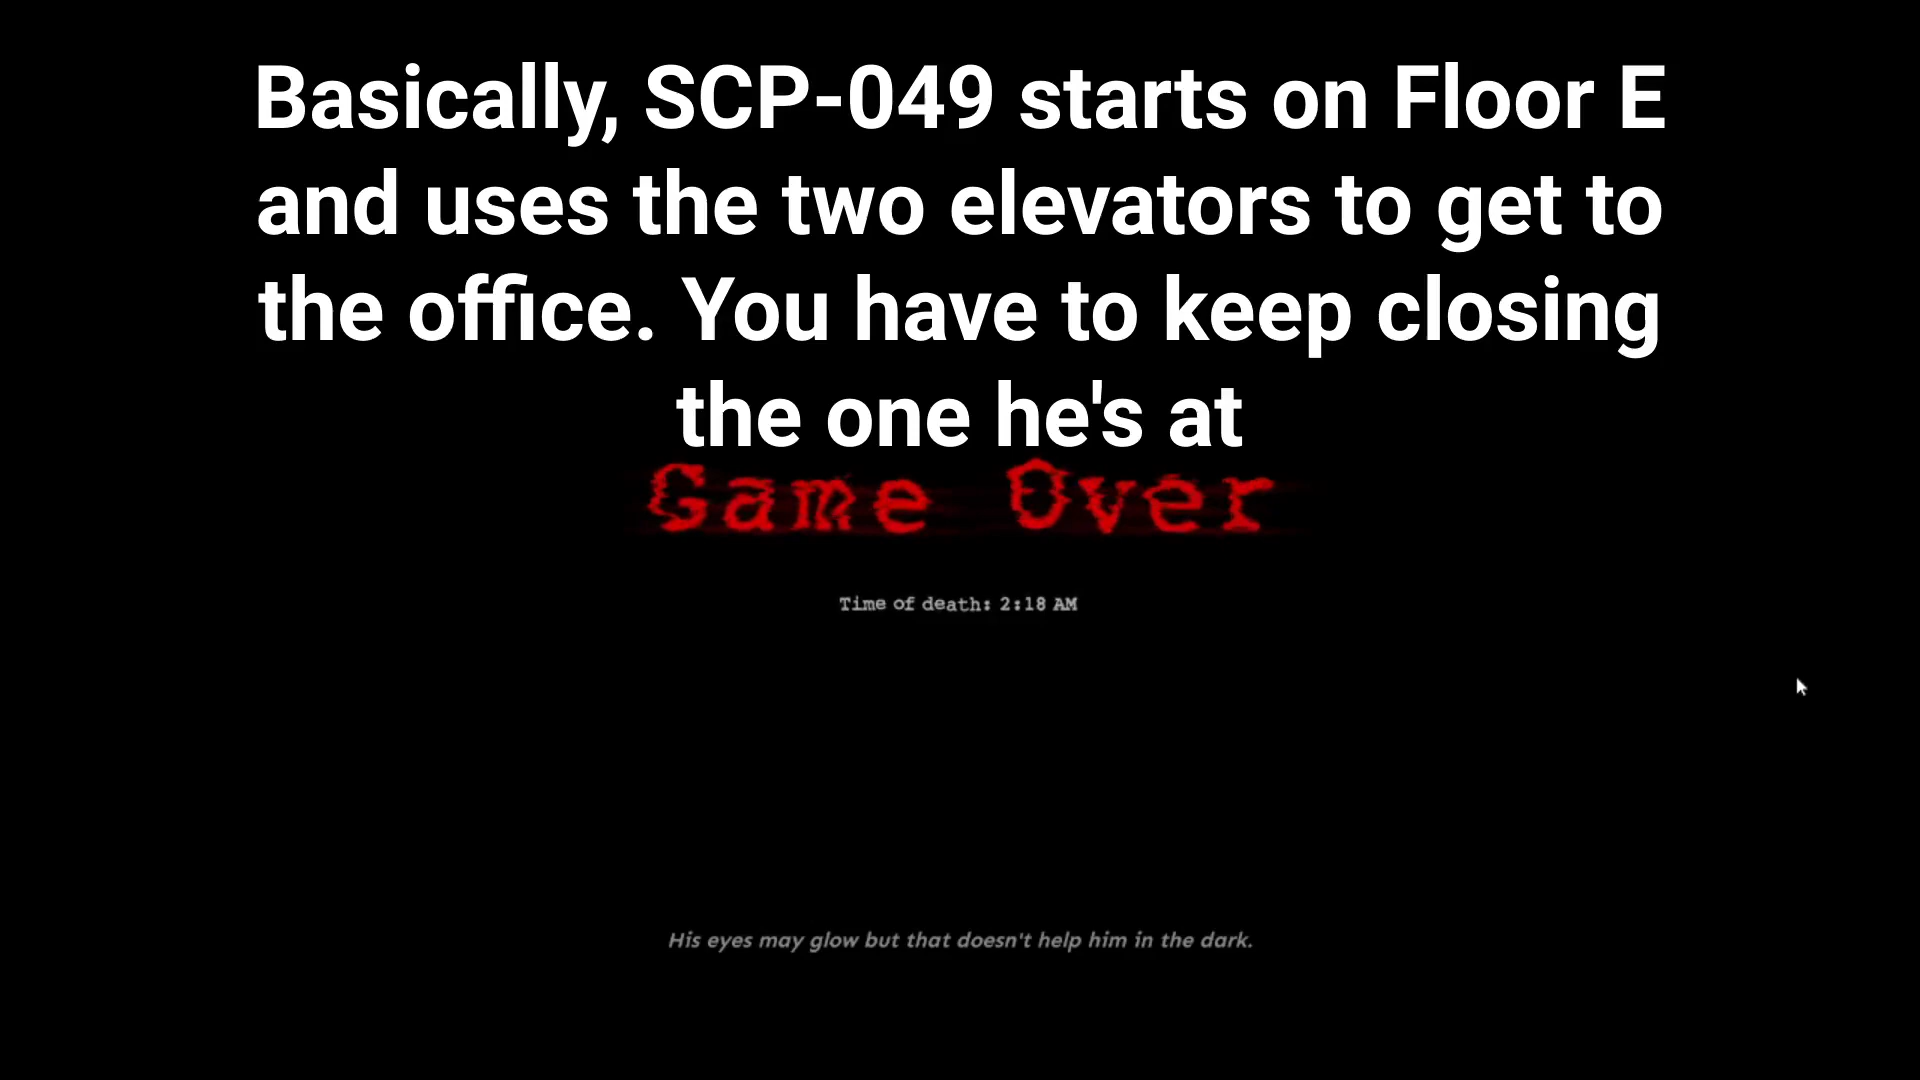 Basically, SCP-049 starts on Floor E
and uses the two elevators to get to
the office. You have to keep closing
the one he's at
Game Over
Time of death: 2:18 AM
His eyes may glow but that doesn't help him in the dark.